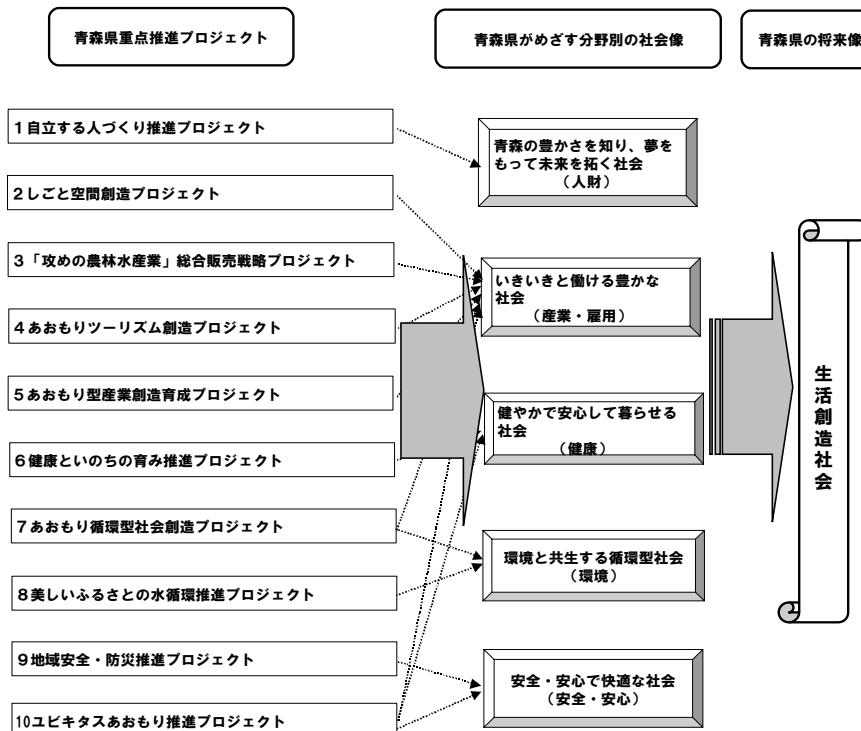 青森県重点推進プロジェクト
青森県がめざす分野別の社会像
青森県の将来像
1自立する人づくり推進プロジェクト
2しごと空間創造プロジェクト
3「攻めの農林水産業」総合販売戦略プロジェクト
4あおもりツーリズム創造プロジェクト
5あおもり型産業創造育成プロジェクト
6健康といのちの育み推進プロジェクト
7あおもり循環型社会創造プロジェクト
8美しいふるさとの水循環推進プロジェクト
9地域安全・防災推進プロジェクト
10ユビキタスあおもり推進プロジェクト
青森の豊かさを知り、夢を
もって未来を拓く社会
（人財）
いきいきと働ける豊かな
社会
（産業・雇用）
健やかで安心して暮らせる
社会
（健康）
環境と共生する循環型社会
（環境）
安全・安心で快適な社会
（安全・安心）
生活創造社会